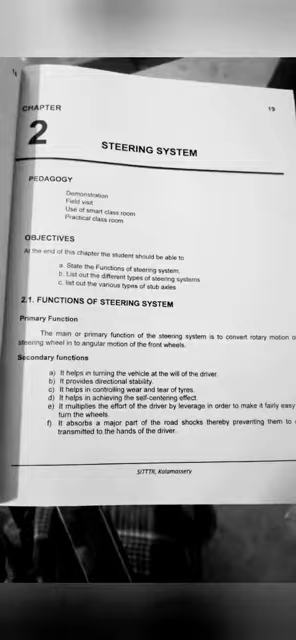 CHAPTER
19
2
STEERING SYSTEM
PEDAGOGY
Demonstration
Field visit
Use of smart class room
Practical class room
OBJECTIVES
At the end of this chapter the student should be able to
a. State the Functions of steering system.
b. List out the different types of steering systems
c. list out the various types of stub axles
2.1. FUNCTIONS OF STEERING SYSTEM
Primary Function
The main or primary function of the steering system is to convert rotary motion o
steering wheel in to angular motion of the front wheels.
Secondary functions
a) It helps in turning the vehicle at the will of the driver.
b) It provides directional stability.
c) It helps in controlling wear and tear of tyres.
d) It helps in achieving the self-centering effect.
e) It multiplies the effort of the driver by leverage in order to make it fairly easy
turn the wheels.
f) It absorbs a major part of the road shocks thereby preventing them to
transmitted to the hands of the driver.
SITTTR, Kalamassery